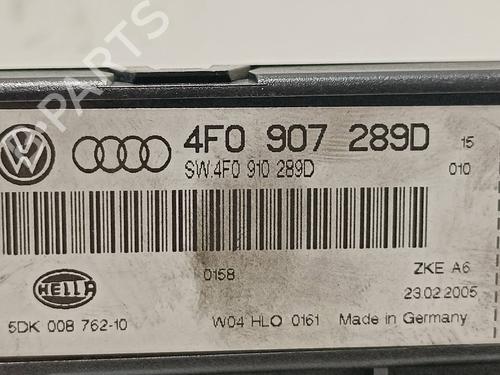 PARTS
4F0 907 289D 15
SW:4F0 910 289D 010
0158 ZKE A6
HELLA 23.02.2005
5DK 008 762-10 W04 HLO 0161 Made in Germany